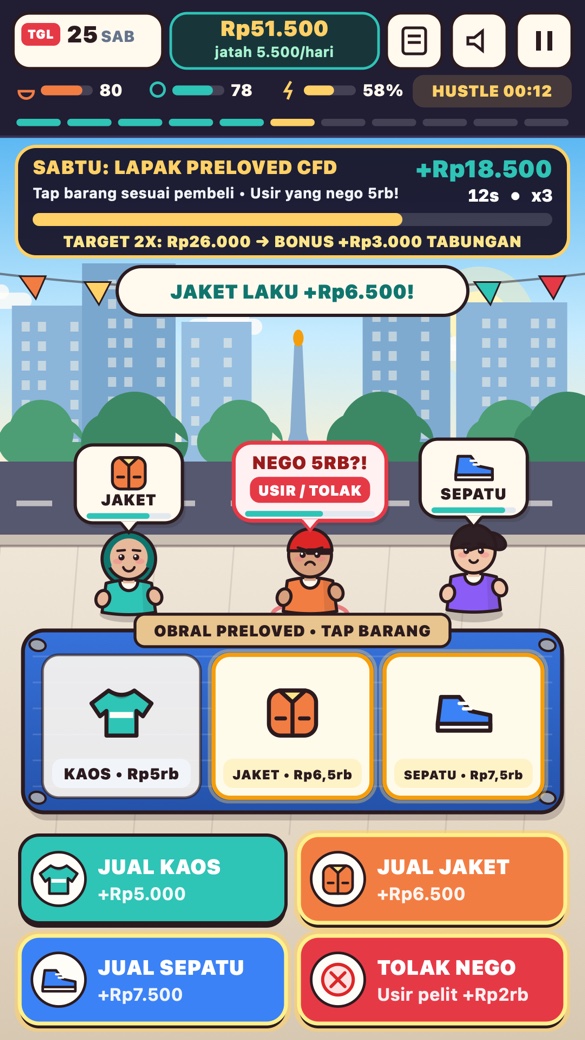 TGL 25 SAB
Rp51.500
jatah 5.500/hari
80
78
58%
HUSTLE 00:12
SABTU: LAPAK PRELOVED CFD
+Rp18.500
Tap barang sesuai pembeli • Usir yang nego 5rb!
12s • x3
TARGET 2X: Rp26.000 → BONUS +Rp3.000 TABUNGAN
JAKET LAKU +Rp6.500!
JAKET
NEGO 5RB?!
USIR / TOLAK
SEPATU
OBRAL PRELOVED • TAP BARANG
KAOS • Rp5rb
JAKET • Rp6,5rb
SEPATU • Rp7,5rb
JUAL KAOS
+Rp5.000
JUAL JAKET
+Rp6.500
JUAL SEPATU
+Rp7.500
TOLAK NEGO
Usir pelit +Rp2rb